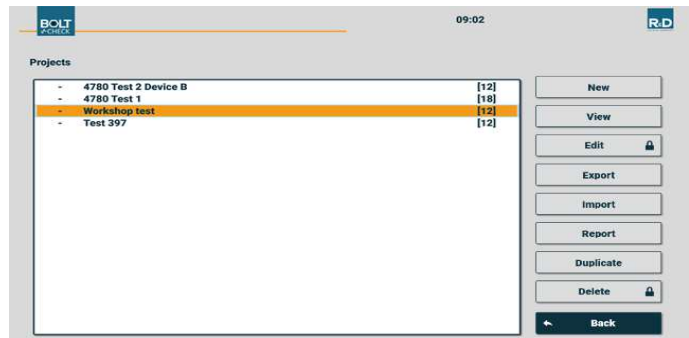 BOLT
CHECK
09:02
R&D
Projects
- 4780 Test 2 Device B [12]
- 4780 Test 1 [18]
- Workshop test [12]
- Test 397 [12]
New
View
Edit
Export
Import
Report
Duplicate
Delete
Back